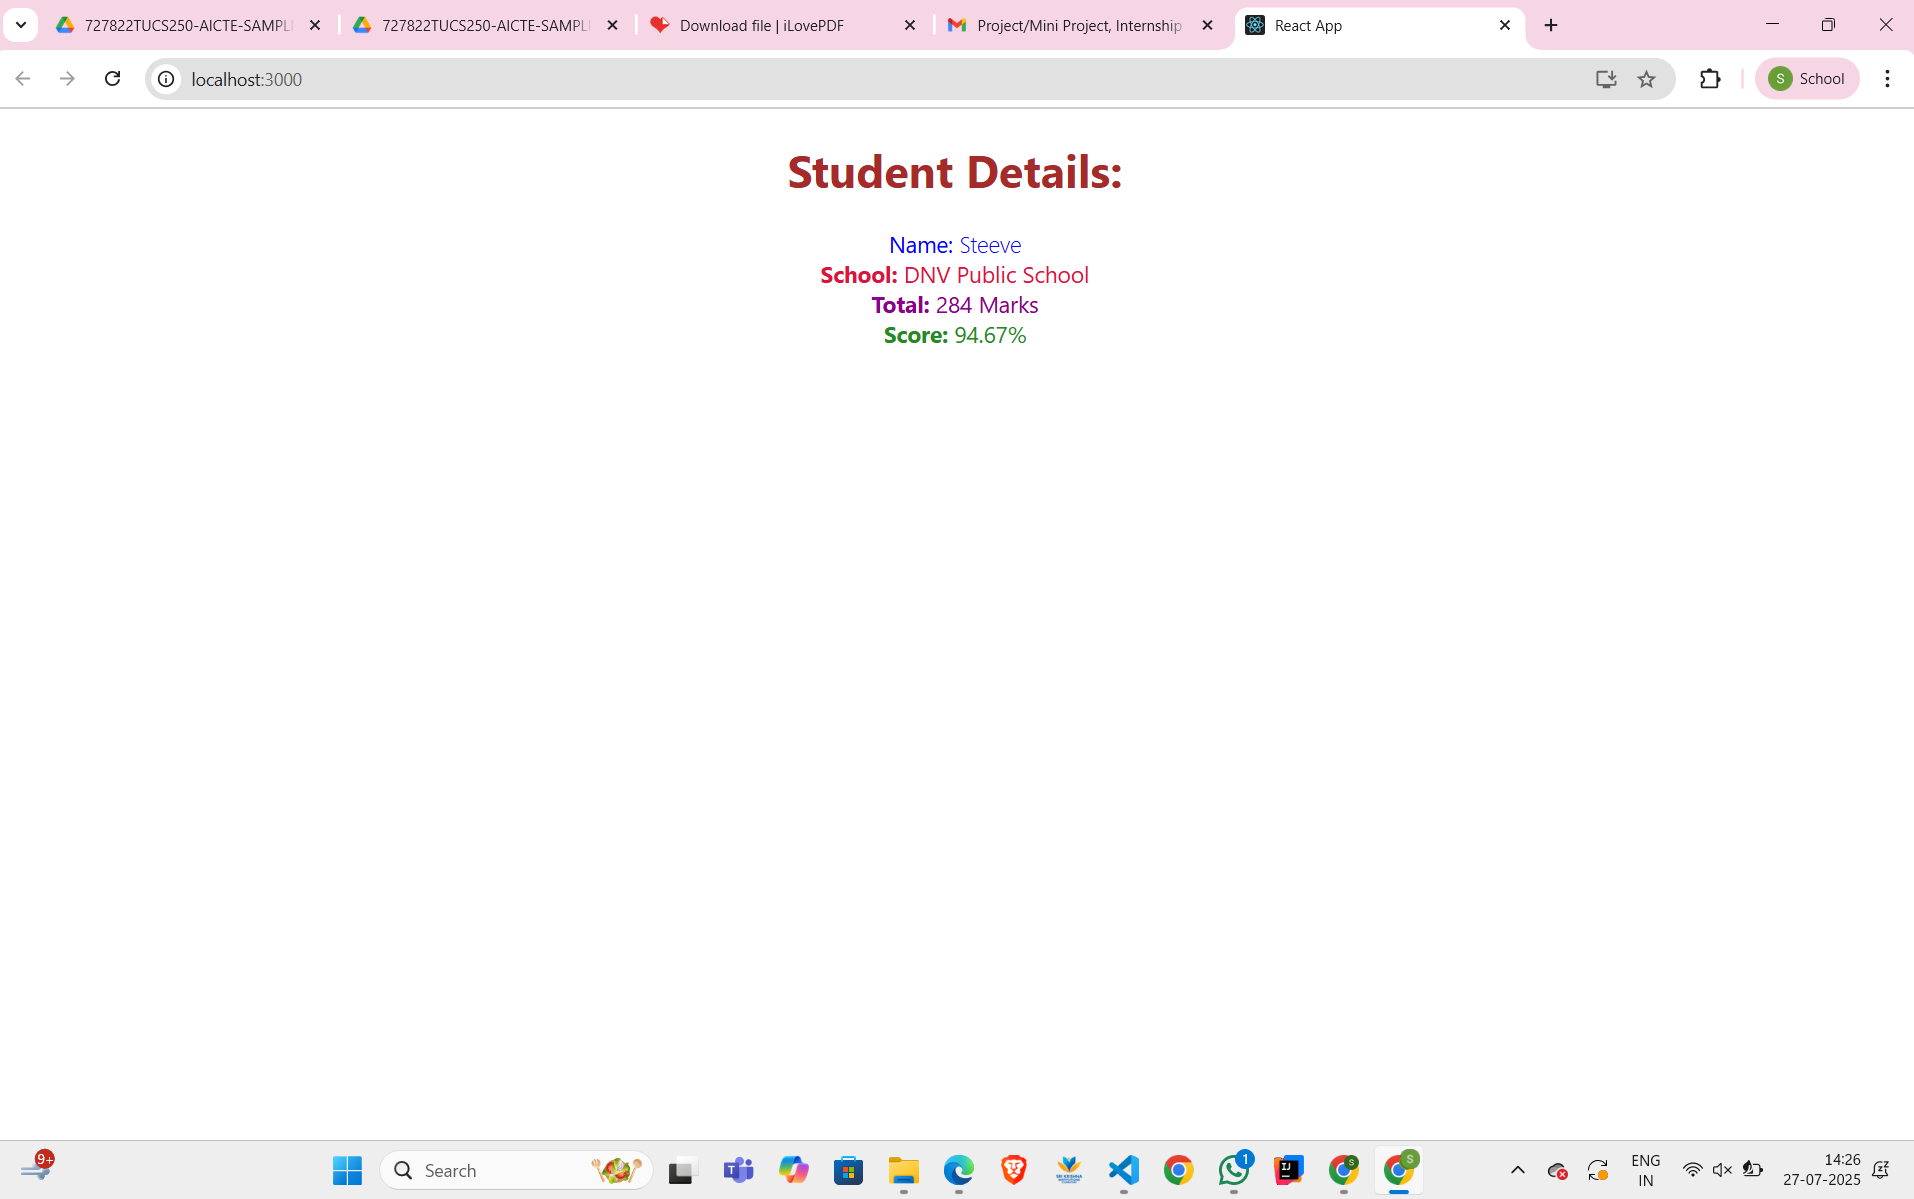 727822TUCS250-AICTE-SAMPL
727822TUCS250-AICTE-SAMPL
Download file | iLovePDF
Project/Mini Project, Internship
React App
localhost:3000
S
School
Student Details:
Name: Steeve
School: DNV Public School
Total: 284 Marks
Score: 94.67%
9+
Search
1
S
S
ENG
IN
14:26
27-07-2025